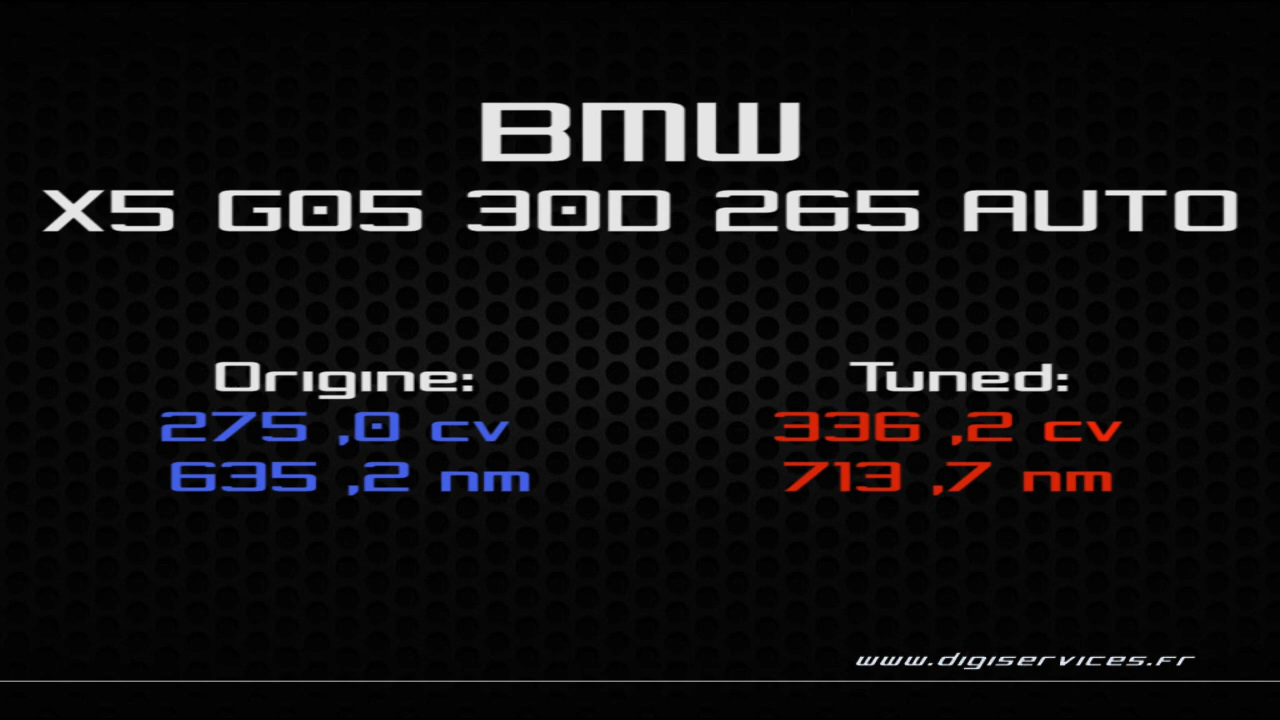 BMW
X5 G05 30D 265 AUTO
Origine:
275 ,0 cv
635 ,2 nm
Tuned:
336 ,2 cv
713 ,7 nm
www.digiservices.fr